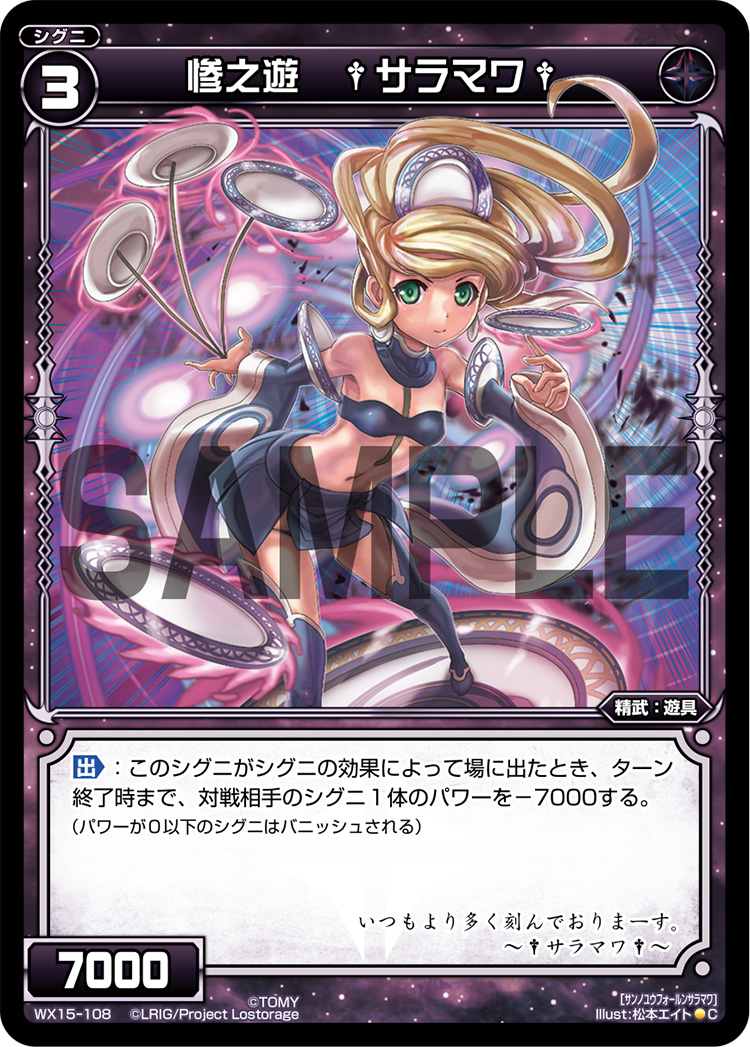 シグニ
3
惨之遊 †サラマワ†
SAMPLE
精武：遊具
出：このシグニがシグニの効果によって場に出たとき、ターン
終了時まで、対戦相手のシグニ１体のパワーを－7000する。
（パワーが０以下のシグニはバニッシュされる）
いつもより多く刻んでおりまーす。
～†サラマワ†～
7000
©TOMY
[サンノユウフォールンサラマワ]
WX15-108 ©LRIG/Project Lostorage
Illust:松本エイト C